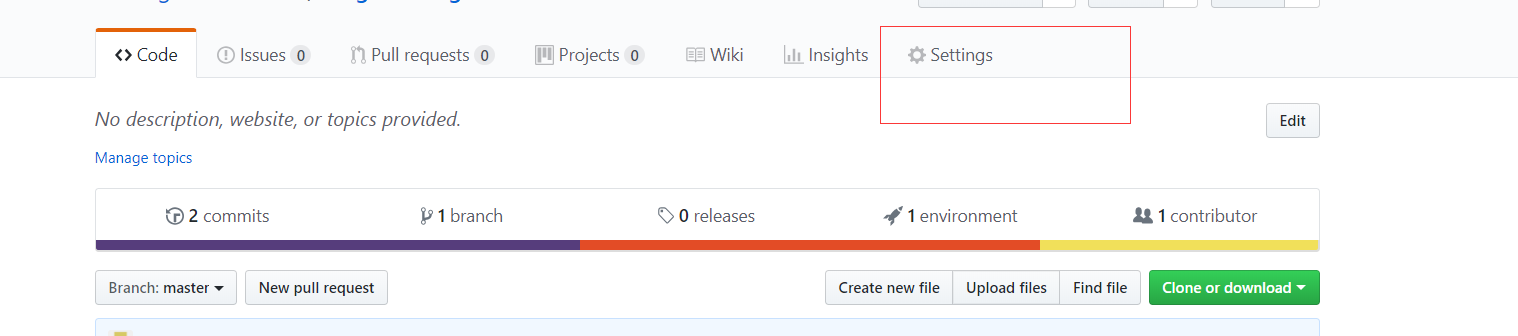 Code Issues 0 Pull requests 0 Projects 0 Wiki Insights Settings
No description, website, or topics provided. Edit
Manage topics
2 commits 1 branch 0 releases 1 environment 1 contributor
Branch: master New pull request Create new file Upload files Find file Clone or download